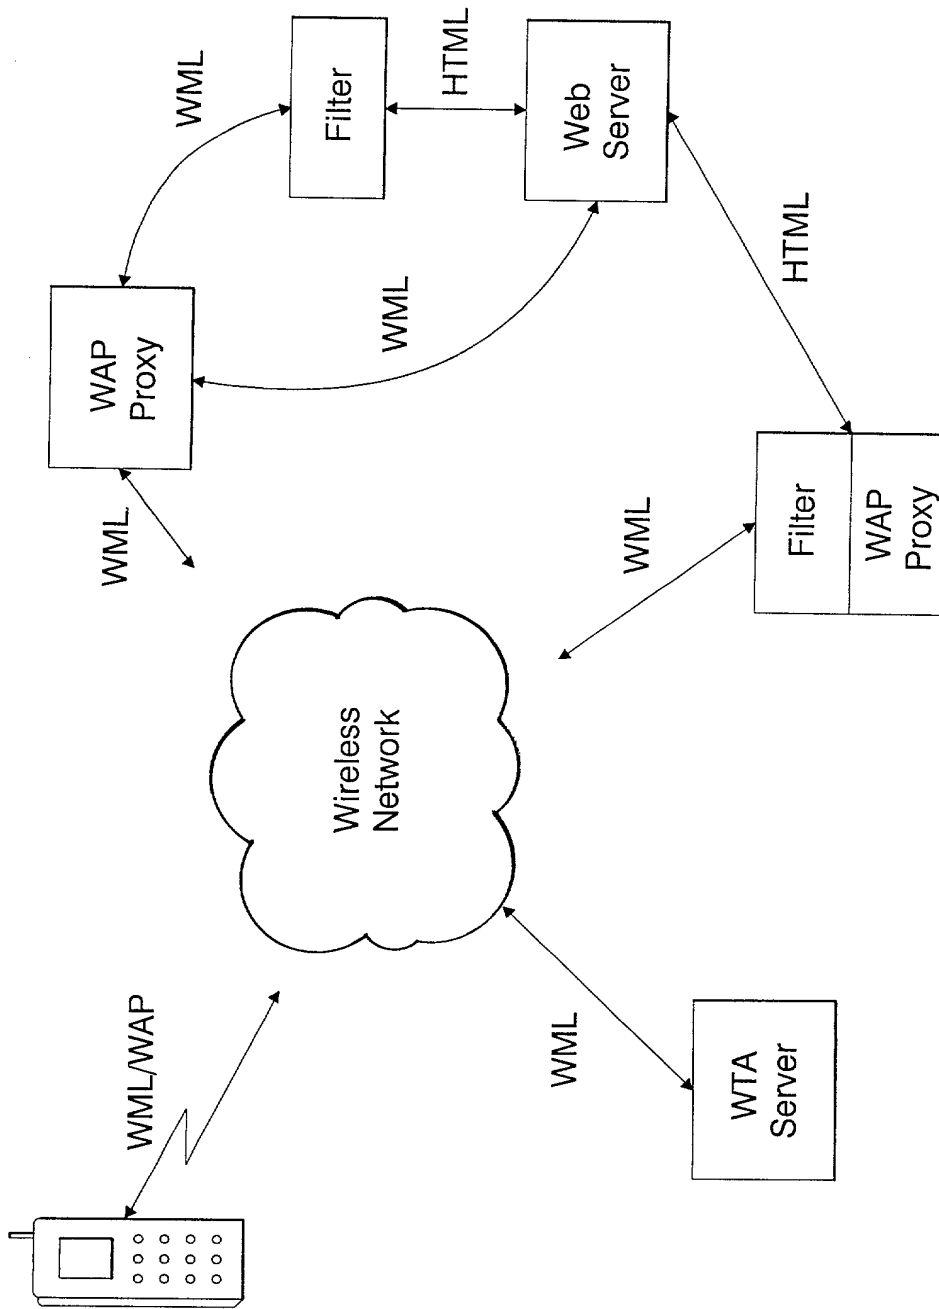 WML/WAP
WML
WAP
Proxy
WML
Filter
WML
HTML
Web
Server
Wireless
Network
WML
WTA
Server
WML
Filter
WAP
Proxy
HTML